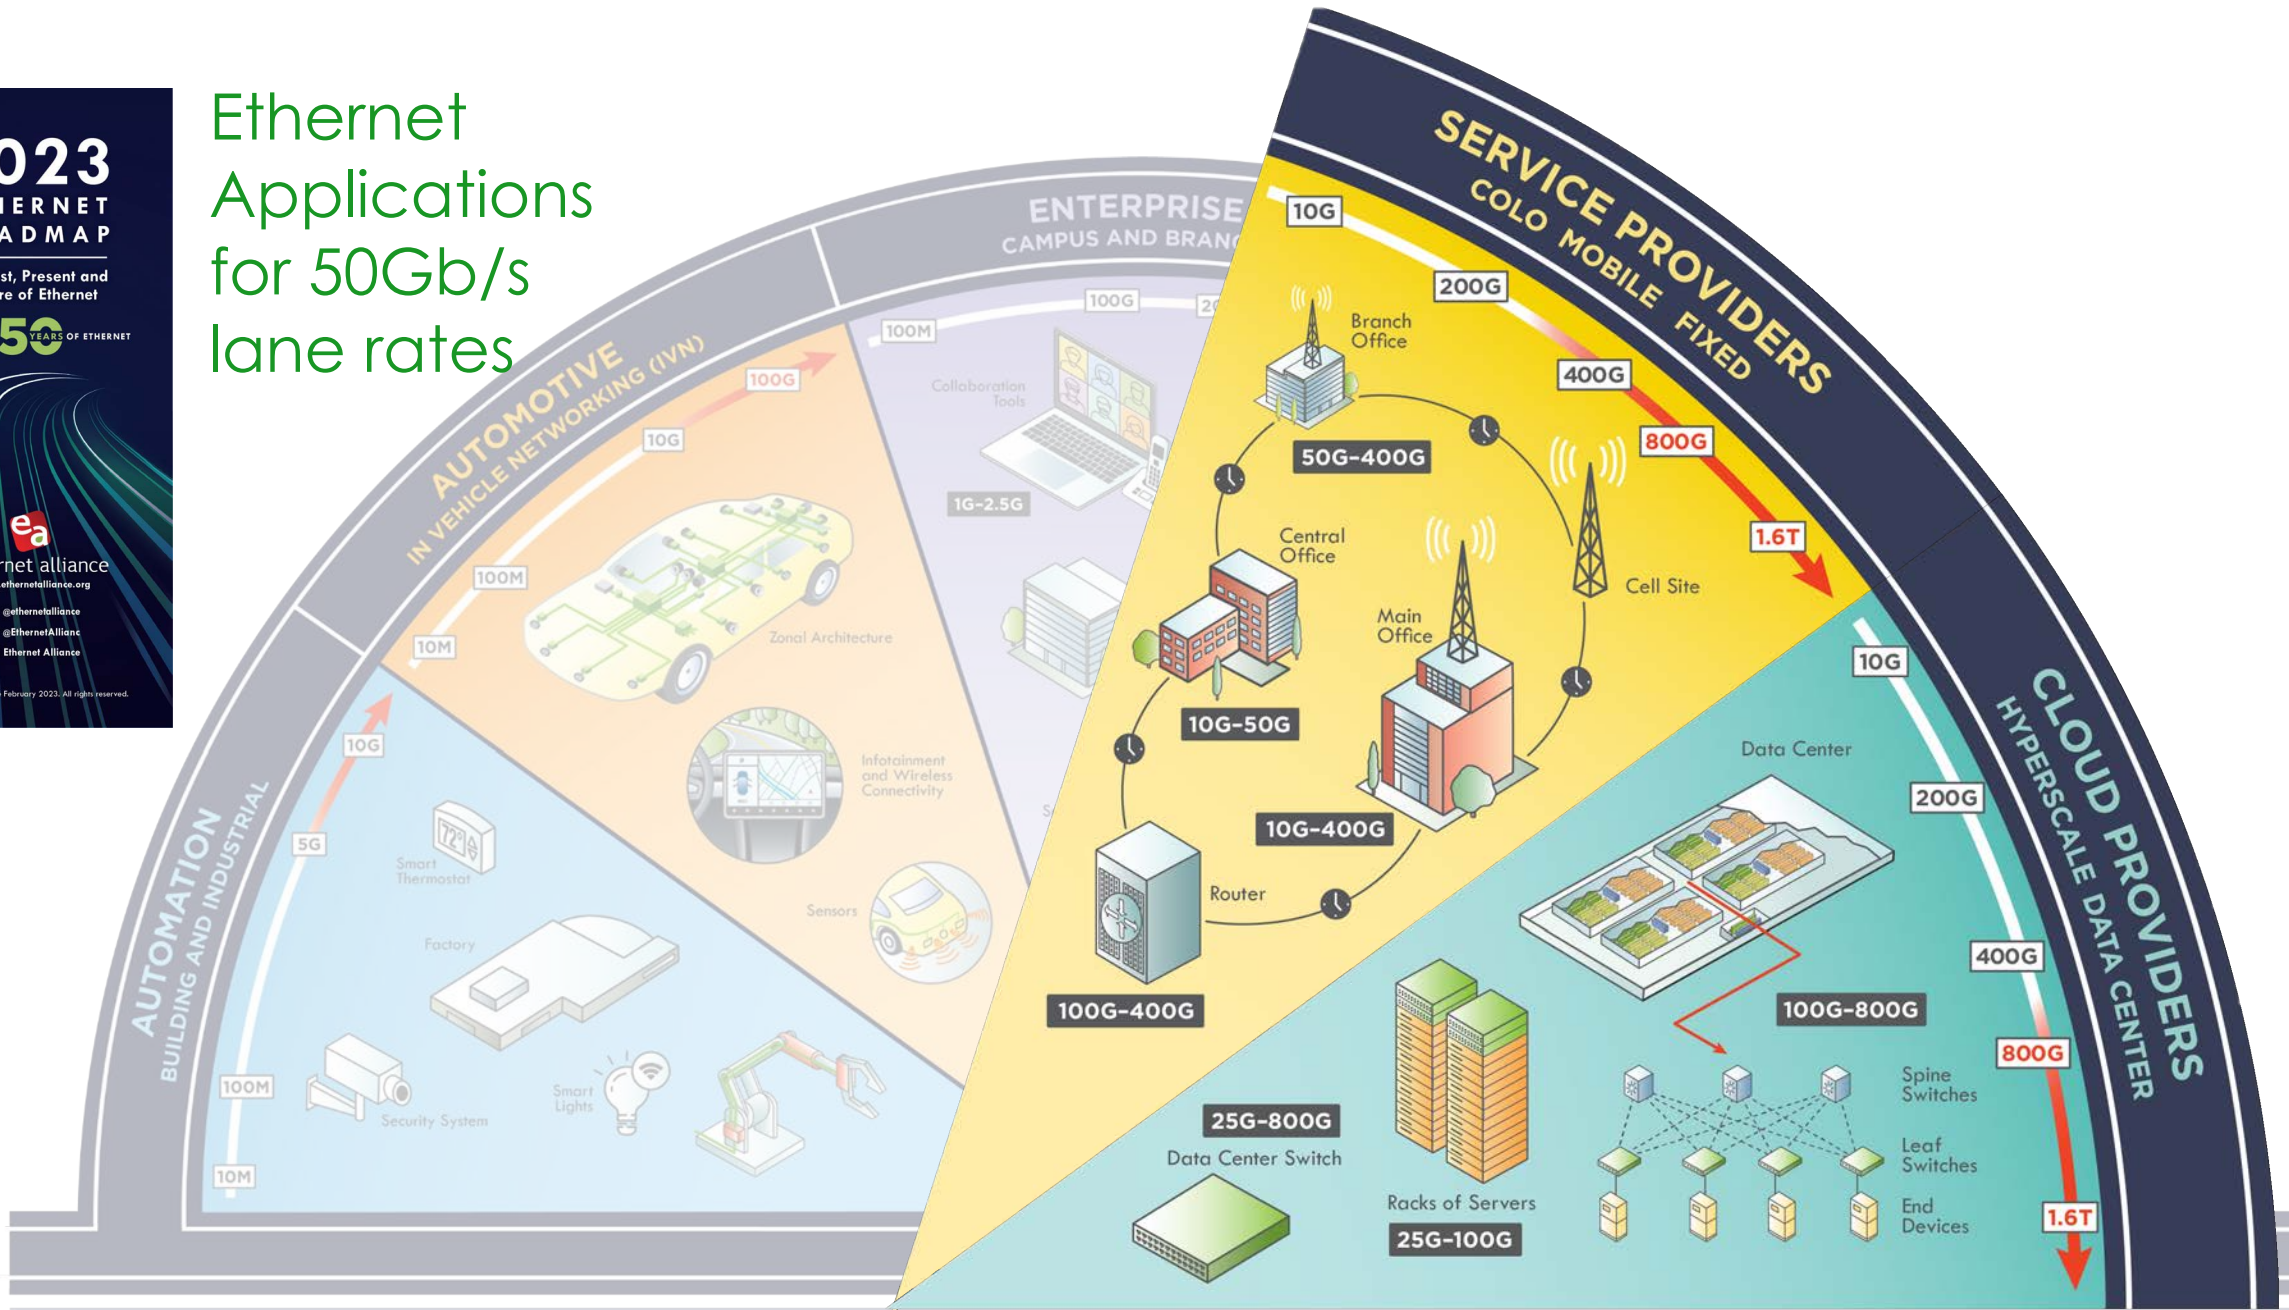 023
ERNET
ADMAP
st, Present and
re of Ethernet
50
YEARS OF ETHERNET
ea
net alliance
ethernetalliance.org
@ethernetalliance
@EthernetAllianc
Ethernet Alliance
February 2023. All rights reserved.
Ethernet
Applications
for 50Gb/s
lane rates
AUTOMATION
BUILDING AND INDUSTRIAL
10M
100M
5G
10G
Smart
Thermostat
72°
Factory
Security System
Smart
Lights
AUTOMOTIVE
IN VEHICLE NETWORKING (IVN)
10M
100M
10G
100G
Zonal Architecture
Infotainment
and Wireless
Connectivity
Sensors
ENTERPRISE
CAMPUS AND BRANC
100M
100G
20
Collaboration
Tools
1G–2.5G
SERVICE PROVIDERS
COLO MOBILE FIXED
10G
200G
400G
800G
1.6T
Branch
Office
50G–400G
Central
Office
10G–50G
Cell Site
Main
Office
10G–400G
Router
100G–400G
CLOUD PROVIDERS
HYPERSCALE DATA CENTER
10G
200G
400G
800G
1.6T
Data Center
100G–800G
Spine
Switches
Leaf
Switches
End
Devices
25G–800G
Data Center Switch
Racks of Servers
25G–100G